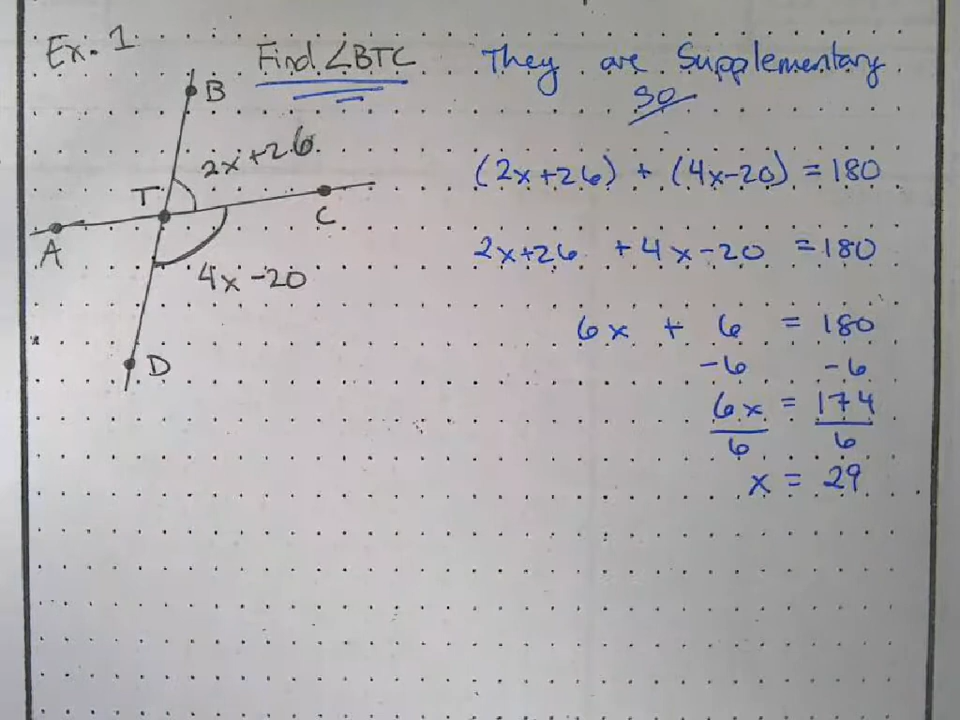 Ex. 1
Find ∠BTC
B
2x+26
T
C
A
4x-20
D
They are Supplementary
so
(2x+26) + (4x-20) = 180
2x+26 +4x-20 = 180
6x + 6 = 180
-6 -6
6x = 174
6 6
x = 29